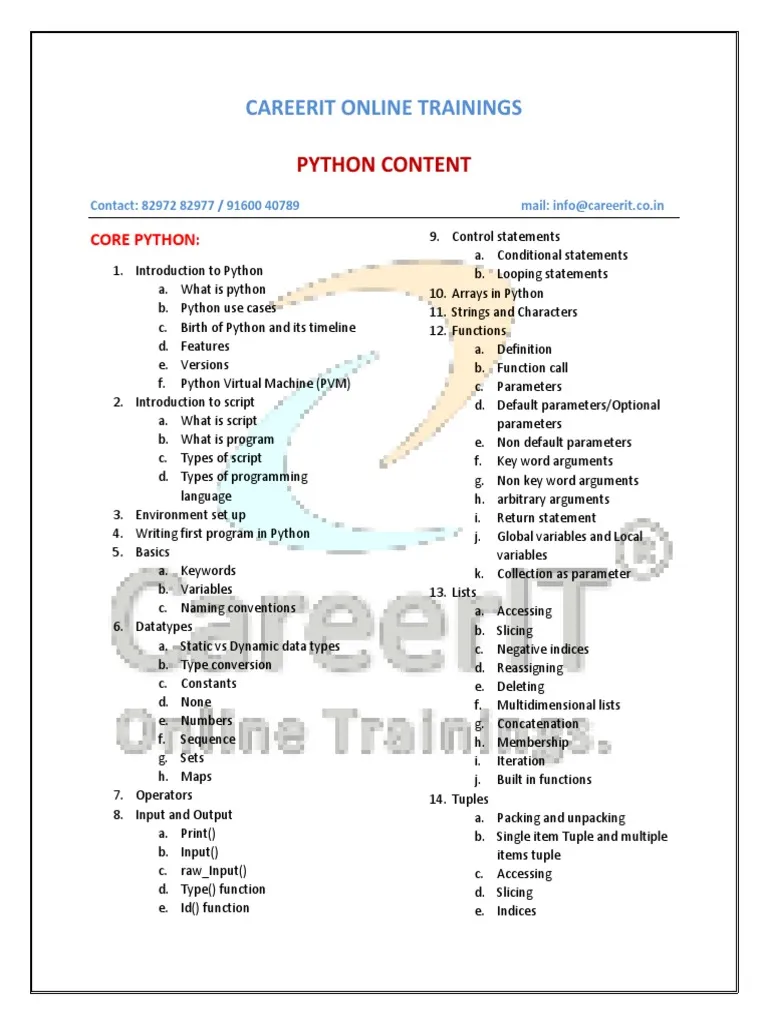 CAREERIT ONLINE TRAININGS
PYTHON CONTENT
Contact: 82972 82977 / 91600 40789
mail: info@careerit.co.in
CORE PYTHON:
1. Introduction to Python
a. What is python
b. Python use cases
c. Birth of Python and its timeline
d. Features
e. Versions
f. Python Virtual Machine (PVM)
2. Introduction to script
a. What is script
b. What is program
c. Types of script
d. Types of programming
language
3. Environment set up
4. Writing first program in Python
5. Basics
a. Keywords
b. Variables
c. Naming conventions
6. Datatypes
a. Static vs Dynamic data types
b. Type conversion
c. Constants
d. None
e. Numbers
f. Sequence
g. Sets
h. Maps
7. Operators
8. Input and Output
a. Print()
b. Input()
c. raw_Input()
d. Type() function
e. Id() function
9. Control statements
a. Conditional statements
b. Looping statements
10. Arrays in Python
11. Strings and Characters
12. Functions
a. Definition
b. Function call
c. Parameters
d. Default parameters/Optional
parameters
e. Non default parameters
f. Key word arguments
g. Non key word arguments
h. arbitrary arguments
i. Return statement
j. Global variables and Local
variables
k. Collection as parameter
13. Lists
a. Accessing
b. Slicing
c. Negative indices
d. Reassigning
e. Deleting
f. Multidimensional lists
g. Concatenation
h. Membership
i. Iteration
j. Built in functions
14. Tuples
a. Packing and unpacking
b. Single item Tuple and multiple
items tuple
c. Accessing
d. Slicing
e. Indices
CareerIT®
Online Trainings.